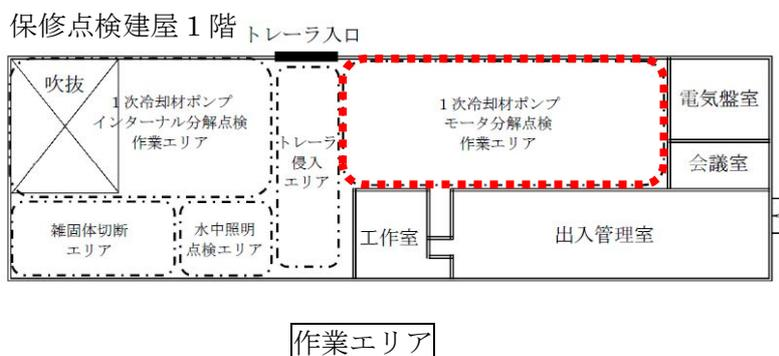 保修点検建屋1階
トレーラ入口
吹抜
1次冷却材ポンプ
インターナル分解点検
作業エリア
トレーラ
侵入
エリア
1次冷却材ポンプ
モータ分解点検
作業エリア
電気盤室
会議室
雑固体切断
エリア
水中照明
点検エリア
工作室
出入管理室
作業エリア